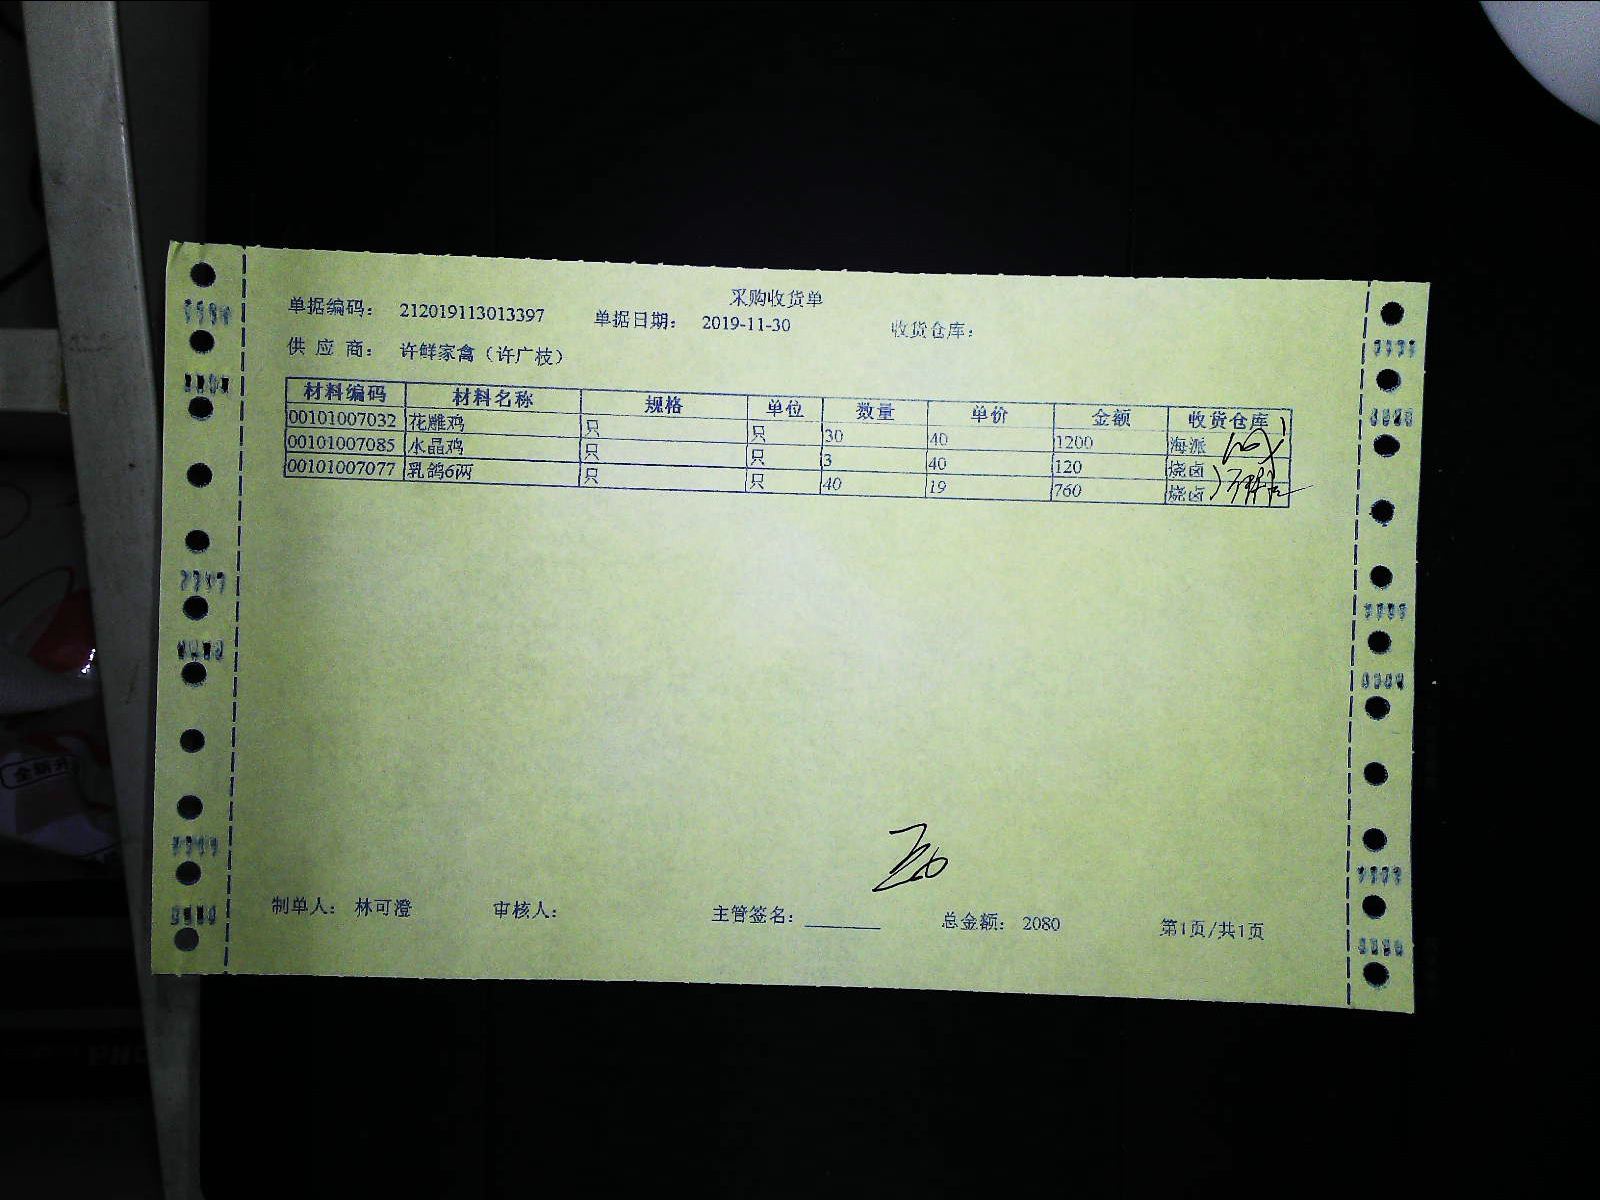 采购收货单
单据编码： 212019113013397 单据日期： 2019-11-30 收货仓库：
供 应 商： 许鲜家禽（许广枝）
材料编码 材料名称 规格 单位 数量 单价 金额 收货仓库
00101007032 花雕鸡 只 只 30 40 1200 海派
00101007085 水晶鸡 只 只 3 40 120 烧卤
00101007077 乳鸽6两 只 只 40 19 760 烧卤
制单人： 林可澄 审核人： 主管签名： 总金额： 2080 第1页/共1页